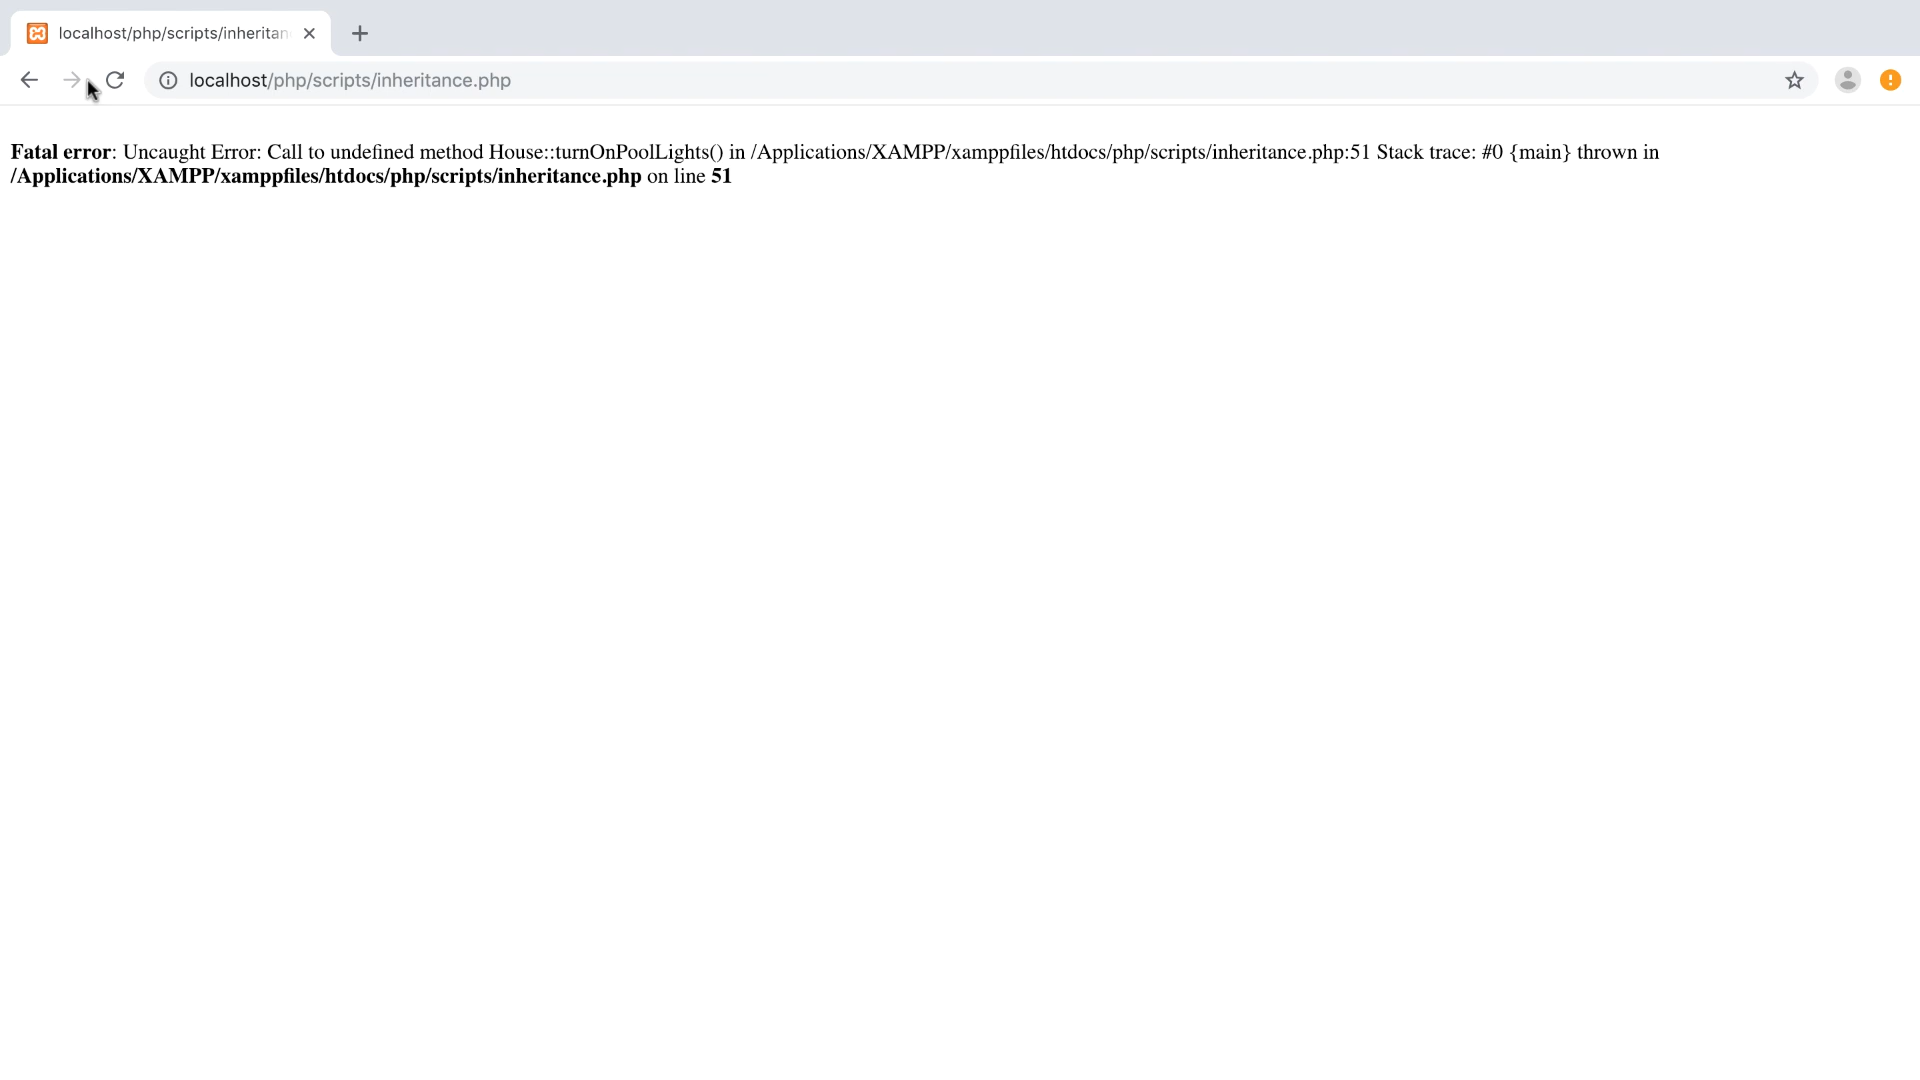 localhost/php/scripts/inheritan
localhost/php/scripts/inheritance.php
Fatal error: Uncaught Error: Call to undefined method House::turnOnPoolLights() in /Applications/XAMPP/xamppfiles/htdocs/php/scripts/inheritance.php:51 Stack trace: #0 {main} thrown in
/Applications/XAMPP/xamppfiles/htdocs/php/scripts/inheritance.php on line 51